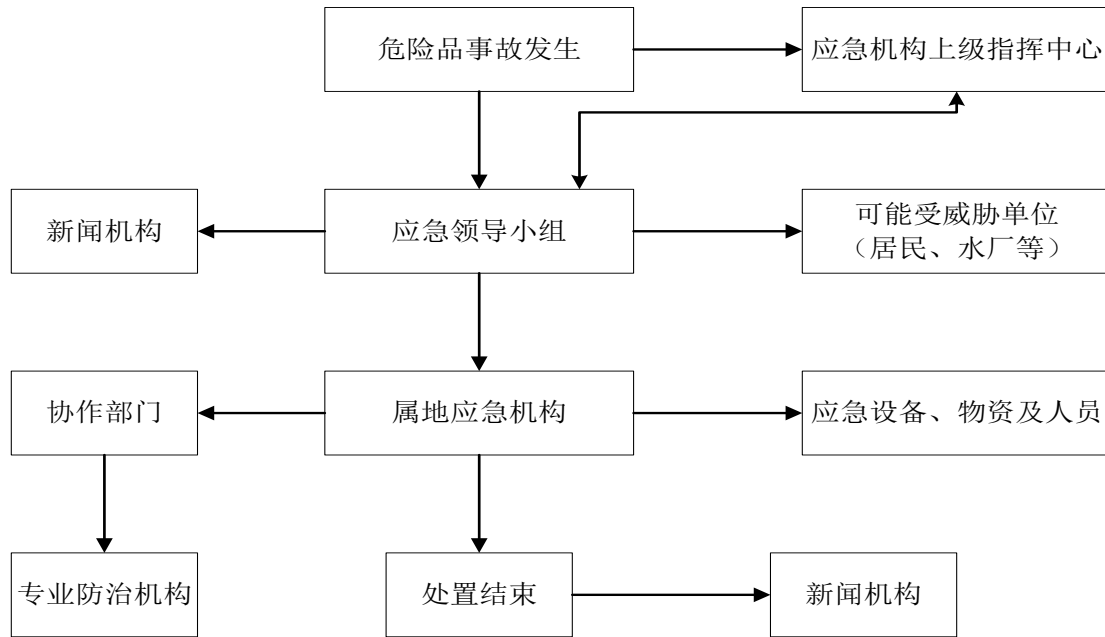 危险品事故发生
应急机构上级指挥中心
新闻机构
应急领导小组
可能受威胁单位
（居民、水厂等）
协作部门
属地应急机构
应急设备、物资及人员
专业防治机构
处置结束
新闻机构